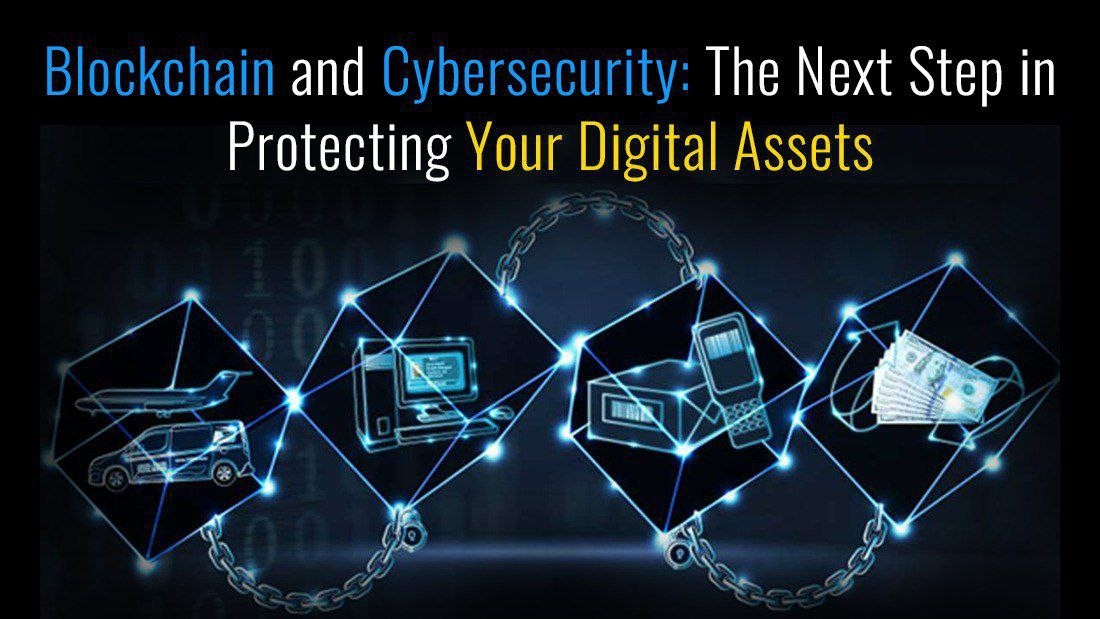 Blockchain and Cybersecurity: The Next Step in
Protecting Your Digital Assets